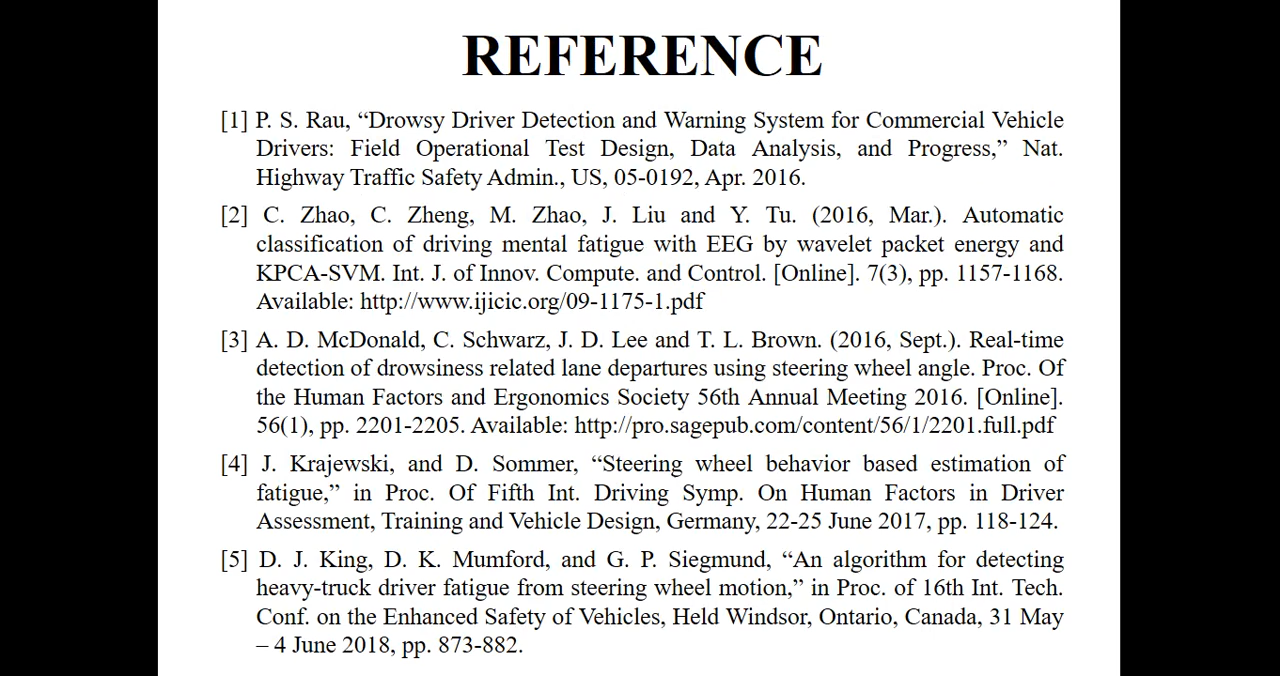 REFERENCE
[1] P. S. Rau, “Drowsy Driver Detection and Warning System for Commercial Vehicle
Drivers: Field Operational Test Design, Data Analysis, and Progress,” Nat.
Highway Traffic Safety Admin., US, 05-0192, Apr. 2016.
[2] C. Zhao, C. Zheng, M. Zhao, J. Liu and Y. Tu. (2016, Mar.). Automatic
classification of driving mental fatigue with EEG by wavelet packet energy and
KPCA-SVM. Int. J. of Innov. Compute. and Control. [Online]. 7(3), pp. 1157-1168.
Available: http://www.ijicic.org/09-1175-1.pdf
[3] A. D. McDonald, C. Schwarz, J. D. Lee and T. L. Brown. (2016, Sept.). Real-time
detection of drowsiness related lane departures using steering wheel angle. Proc. Of
the Human Factors and Ergonomics Society 56th Annual Meeting 2016. [Online].
56(1), pp. 2201-2205. Available: http://pro.sagepub.com/content/56/1/2201.full.pdf
[4] J. Krajewski, and D. Sommer, “Steering wheel behavior based estimation of
fatigue,” in Proc. Of Fifth Int. Driving Symp. On Human Factors in Driver
Assessment, Training and Vehicle Design, Germany, 22-25 June 2017, pp. 118-124.
[5] D. J. King, D. K. Mumford, and G. P. Siegmund, “An algorithm for detecting
heavy-truck driver fatigue from steering wheel motion,” in Proc. of 16th Int. Tech.
Conf. on the Enhanced Safety of Vehicles, Held Windsor, Ontario, Canada, 31 May
– 4 June 2018, pp. 873-882.